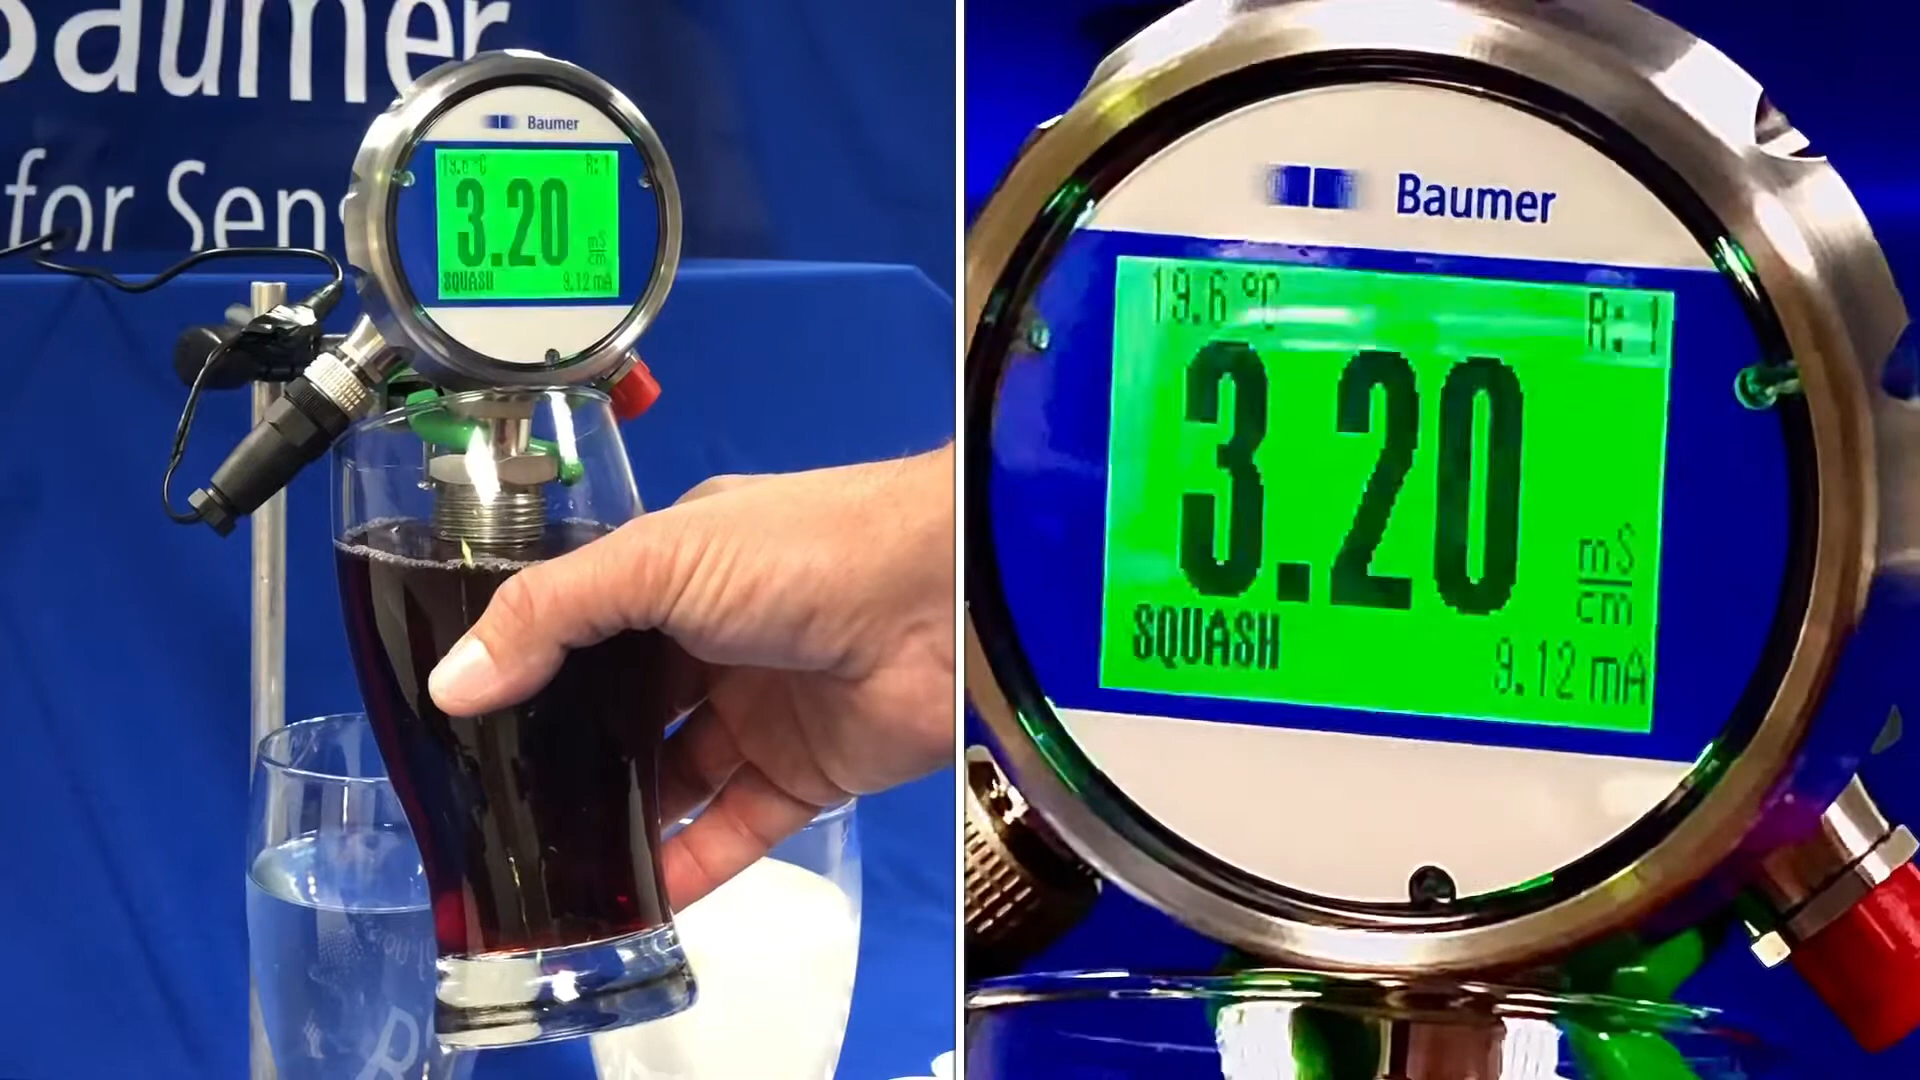 Baumer
for Sens
Baumer
19.6 °C
R: 1
3.20
mS
cm
SQUASH
9.12 mA
Baumer
19.6 °C
R: 1
3.20
mS
cm
SQUASH
9.12 mA